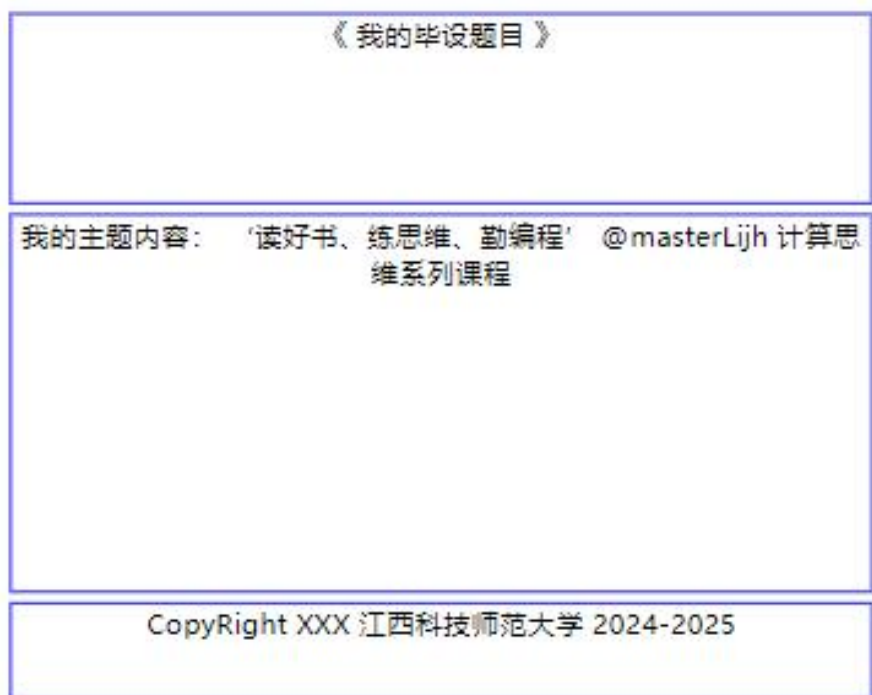 《 我的毕设题目 》
我的主题内容： ‘读好书、练思维、勤编程’ @masterLijh 计算思
维系列课程
CopyRight XXX 江西科技师范大学 2024-2025